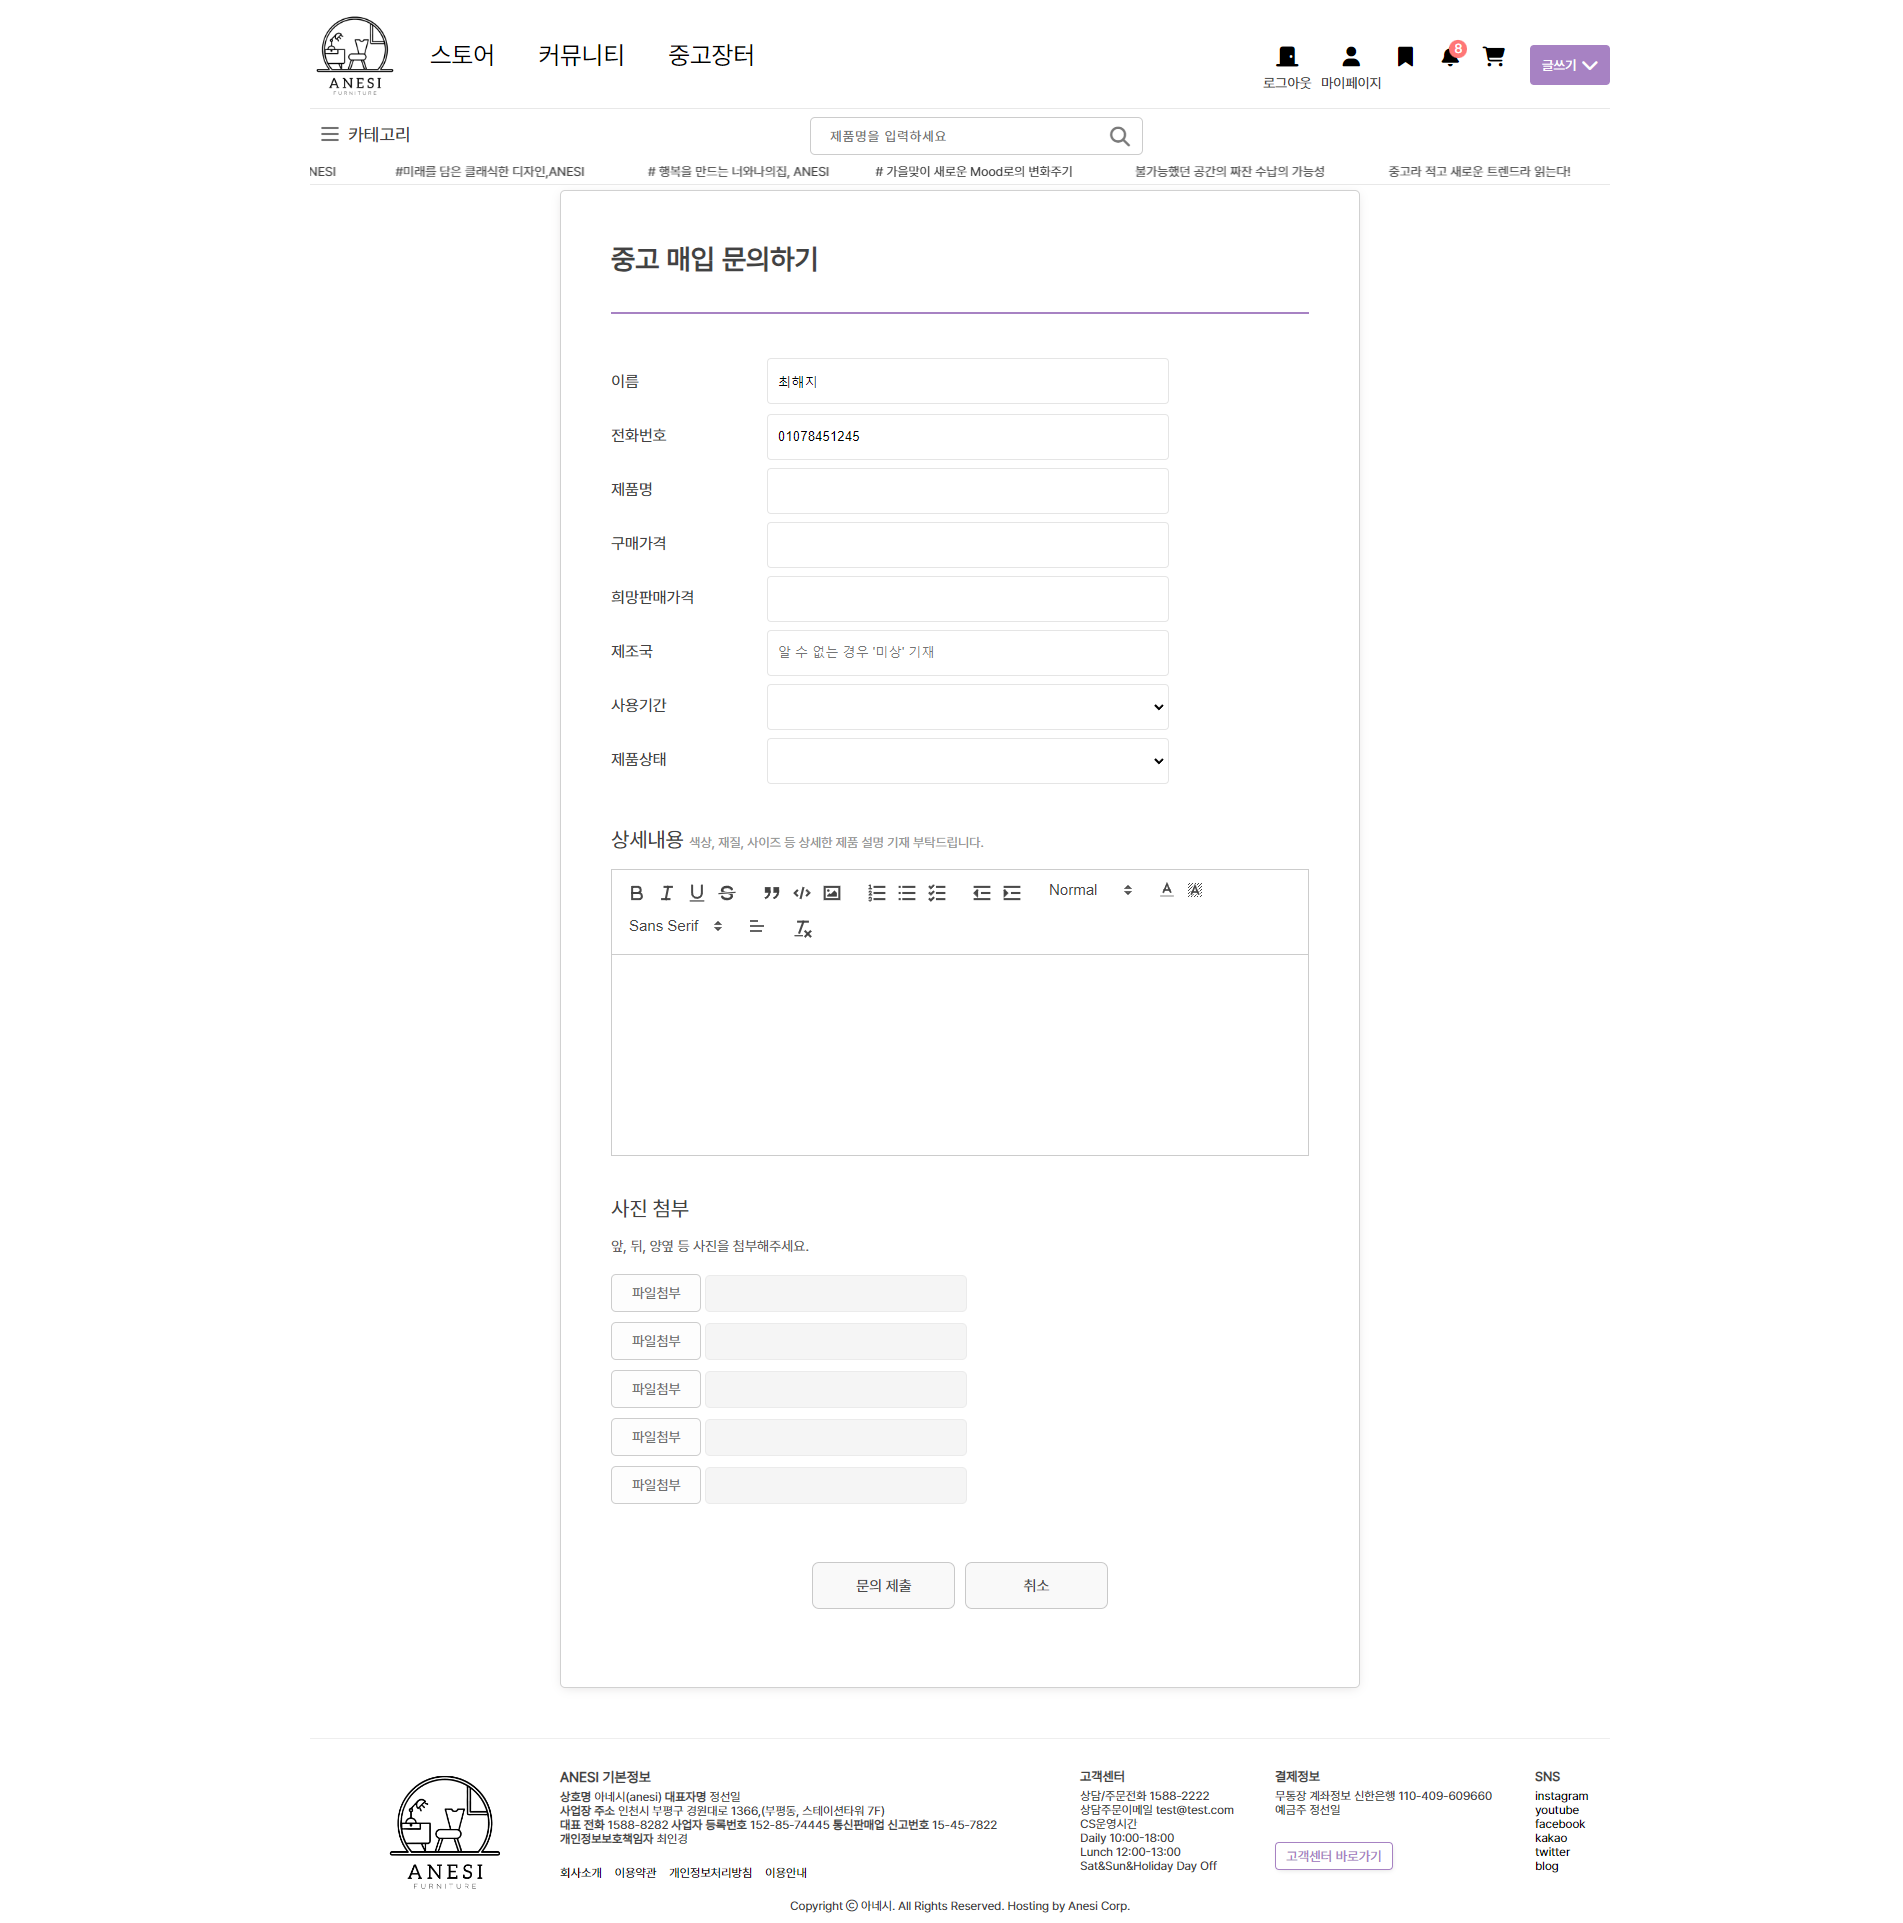 ANESI
FURNITURE
스토어 커뮤니티 중고장터
8
로그아웃 마이페이지
글쓰기
카테고리
제품명을 입력하세요
NESI #미래를 담은 클래식한 디자인,ANESI # 행복을 만드는 너와나의집, ANESI # 가을맞이 새로운 Mood로의 변화주기 불가능했던 공간의 짜잔 수납의 가능성 중고라 적고 새로운 트렌드라 읽는다!
중고 매입 문의하기
이름 최해지
전화번호 01078451245
제품명
구매가격
희망판매가격
제조국 알 수 없는 경우 '미상' 기재
사용기간
제품상태
상세내용 색상, 재질, 사이즈 등 상세한 제품 설명 기재 부탁드립니다.
Normal
Sans Serif
사진 첨부
앞, 뒤, 양옆 등 사진을 첨부해주세요.
파일첨부
파일첨부
파일첨부
파일첨부
파일첨부
문의 제출 취소
ANESI
FURNITURE
ANESI 기본정보
상호명 아네시(anesi) 대표자명 정선일
사업장 주소 인천시 부평구 경원대로 1366,(부평동, 스테이션타워 7F)
대표 전화 1588-8282 사업자 등록번호 152-85-74445 통신판매업 신고번호 15-45-7822
개인정보보호책임자 최인경
회사소개 이용약관 개인정보처리방침 이용안내
고객센터
상담/주문전화 1588-2222
상담주문이메일 test@test.com
CS운영시간
Daily 10:00-18:00
Lunch 12:00-13:00
Sat&Sun&Holiday Day Off
결제정보
무통장 계좌정보 신한은행 110-409-609660
예금주 정선일
고객센터 바로가기
SNS
instagram
youtube
facebook
kakao
twitter
blog
Copyright ⓒ 아네시. All Rights Reserved. Hosting by Anesi Corp.